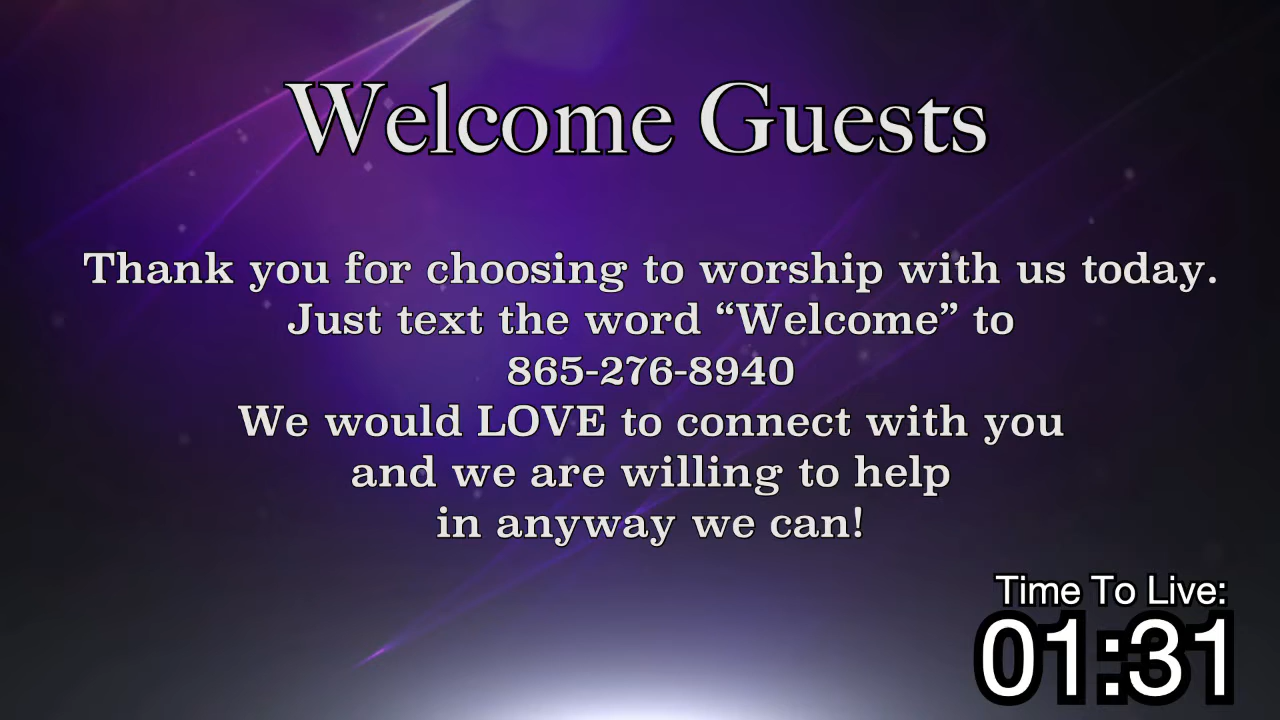 Welcome Guests
Thank you for choosing to worship with us today.
Just text the word “Welcome” to
865-276-8940
We would LOVE to connect with you
and we are willing to help
in anyway we can!
Time To Live:
01:31